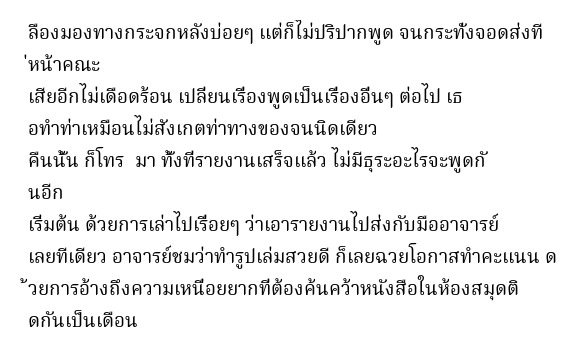 ลืองมองทางกระจกหลังบ่อยๆ แต่ก็ไม่ปริปากพูด จนกระทั่งจอดส่งที
่หน้าคณะ
เสียอีกไม่เดือดร้อน เปลี่ยนเรื่องพูดเป็นเรื่องอื่นๆ ต่อไป เธ
อทำท่าเหมือนไม่สังเกตท่าทางของจนนิดเดียว
คืนนั้น ก็โทร  มา ทั้งที่รายงานเสร็จแล้ว ไม่มีธุระอะไรจะพูดกั
นอีก
เริ่มต้น ด้วยการเล่าไปเรื่อยๆ ว่าเอารายงานไปส่งกับมืออาจารย์
เลยทีเดียว อาจารย์ชมว่าทำรูปเล่มสวยดี ก็เลยฉวยโอกาสทำคะแนน ด
้วยการอ้างถึงความเหนื่อยยากที่ต้องค้นคว้าหนังสือในห้องสมุดติ
ดกันเป็นเดือน